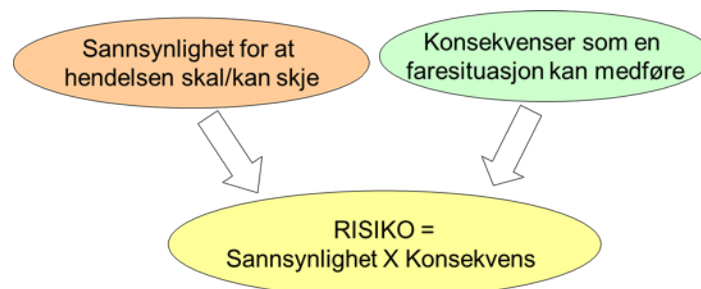 Sannsynlighet for at
hendelsen skal/kan skje
Konsekvenser som en
faresituasjon kan medføre
RISIKO =
Sannsynlighet X Konsekvens